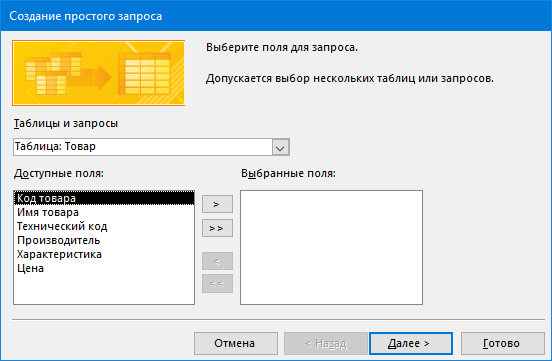 Создание простого запроса
Выберите поля для запроса.
Допускается выбор нескольких таблиц или запросов.
Таблицы и запросы
Таблица: Товар
Доступные поля:
Выбранные поля:
Код товара
Имя товара
Технический код
Производитель
Характеристика
Цена
>
>>
<
<<
Отмена
< Назад
Далее >
Готово